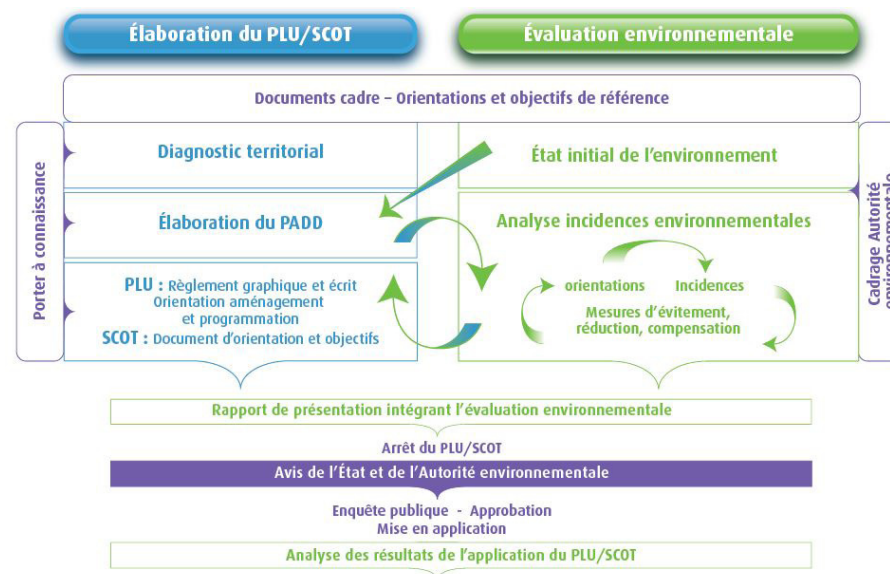 Élaboration du PLU/SCOT
Évaluation environnementale
Documents cadre – Orientations et objectifs de référence
Porter à connaissance
Diagnostic territorial
État initial de l'environnement
Élaboration du PADD
Analyse incidences environnementales
PLU : Règlement graphique et écrit
Orientation aménagement
et programmation
SCOT : Document d'orientation et objectifs
orientations
Incidences
Mesures d'évitement,
réduction, compensation
Cadrage Autorité
environnementale
Rapport de présentation intégrant l'évaluation environnementale
Arrêt du PLU/SCOT
Avis de l'État et de l'Autorité environnementale
Enquête publique - Approbation
Mise en application
Analyse des résultats de l'application du PLU/SCOT